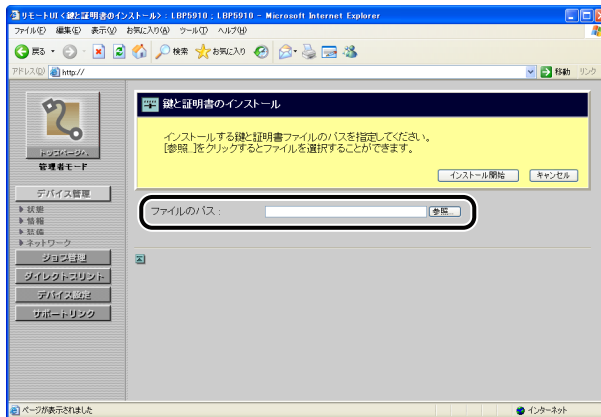 リモートUI <鍵と証明書のインストール> : LBP5910 ; LBP5910 - Microsoft Internet Explorer
ファイル(F) 編集(E) 表示(V) お気に入り(A) ツール(T) ヘルプ(H)
戻る 検索 お気に入り
アドレス(D) http:// 移動 リンク
トップページへ
管理者モード
デバイス管理
状態
情報
装備
ネットワーク
ジョブ管理
ダイレクトプリント
デバイス設定
サポートリンク
鍵と証明書のインストール
インストールする鍵と証明書ファイルのパスを指定してください。
[参照...]をクリックするとファイルを選択することができます。
インストール開始 キャンセル
ファイルのパス : 参照...
ページが表示されました インターネット